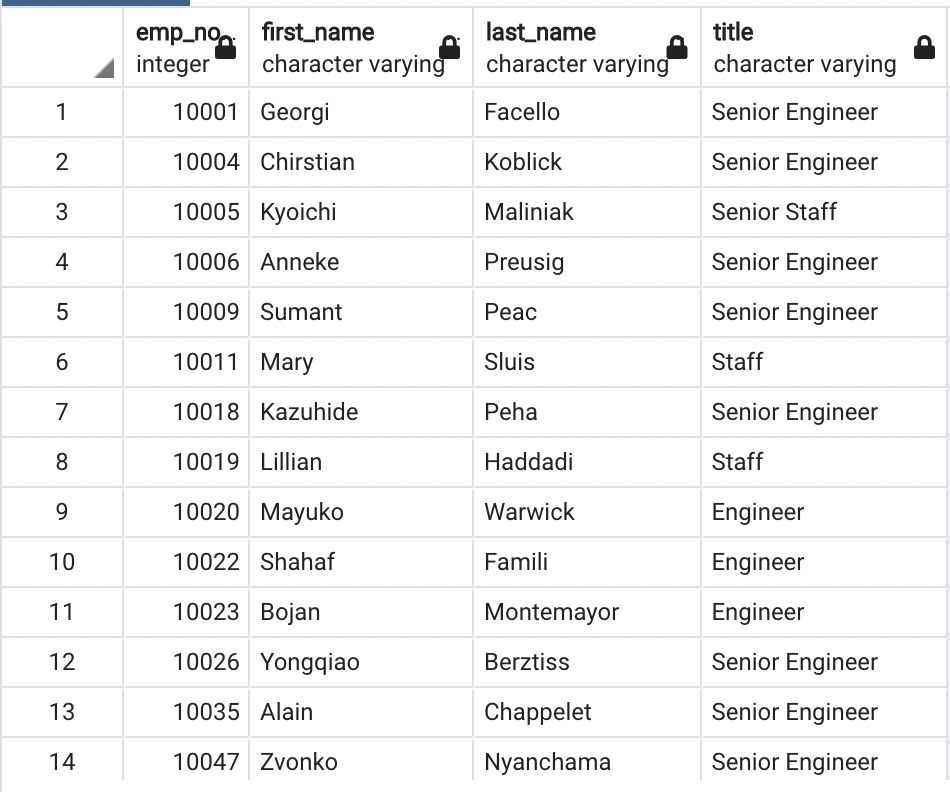 emp_no first_name last_name title
integer character varying character varying character varying
1 10001 Georgi Facello Senior Engineer
2 10004 Chirstian Koblick Senior Engineer
3 10005 Kyoichi Maliniak Senior Staff
4 10006 Anneke Preusig Senior Engineer
5 10009 Sumant Peac Senior Engineer
6 10011 Mary Sluis Staff
7 10018 Kazuhide Peha Senior Engineer
8 10019 Lillian Haddadi Staff
9 10020 Mayuko Warwick Engineer
10 10022 Shahaf Famili Engineer
11 10023 Bojan Montemayor Engineer
12 10026 Yongqiao Berztiss Senior Engineer
13 10035 Alain Chappelet Senior Engineer
14 10047 Zvonko Nyanchama Senior Engineer